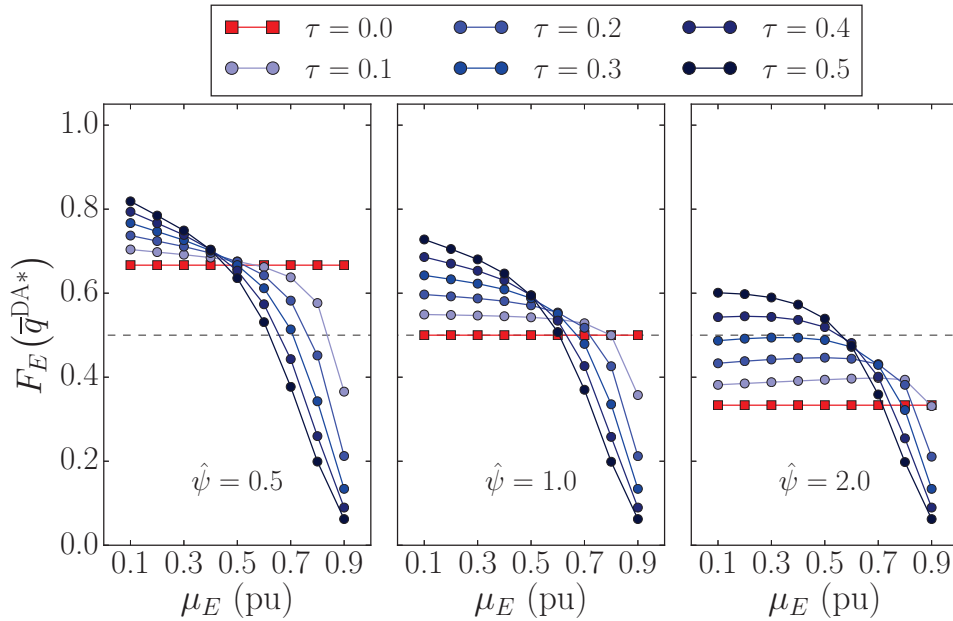 τ = 0.0 τ = 0.2 τ = 0.4
τ = 0.1 τ = 0.3 τ = 0.5
F_E(q̅^DA*)
1.0
0.8
0.6
0.4
0.2
0.0
ψ̂ = 0.5 ψ̂ = 1.0 ψ̂ = 2.0
0.1 0.3 0.5 0.7 0.9 0.1 0.3 0.5 0.7 0.9 0.1 0.3 0.5 0.7 0.9
μ_E (pu) μ_E (pu) μ_E (pu)